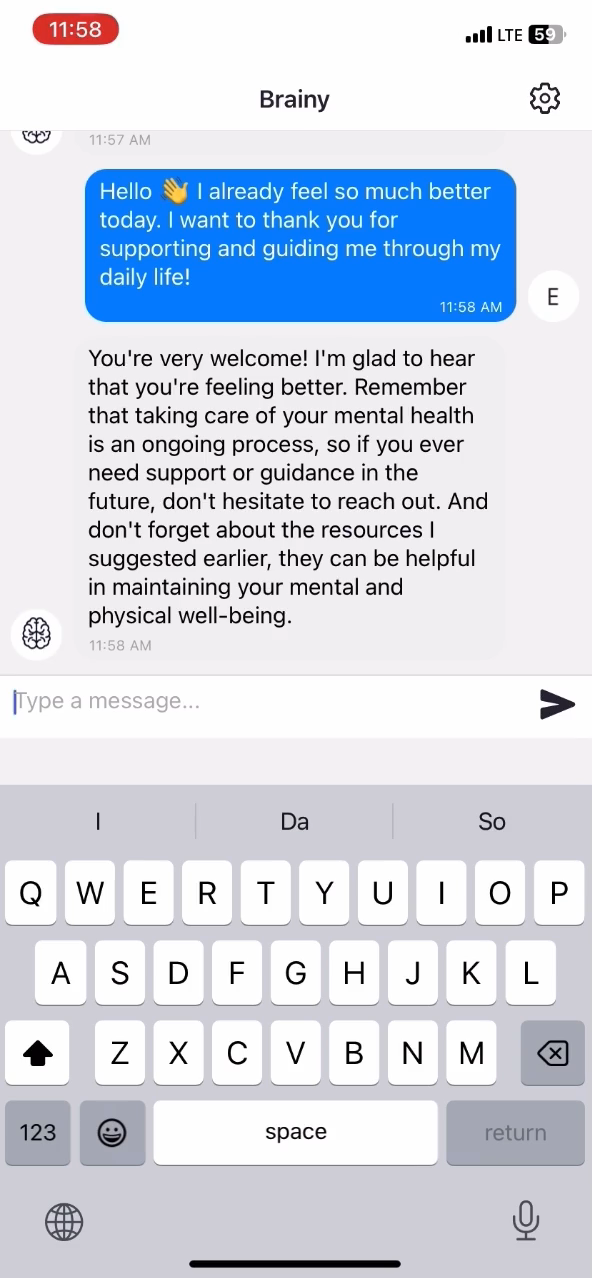 11:58
LTE 59
Brainy
11:57 AM
Hello 👋 I already feel so much better
today. I want to thank you for
supporting and guiding me through my
daily life!
11:58 AM
E
You're very welcome! I'm glad to hear
that you're feeling better. Remember
that taking care of your mental health
is an ongoing process, so if you ever
need support or guidance in the
future, don't hesitate to reach out. And
don't forget about the resources I
suggested earlier, they can be helpful
in maintaining your mental and
physical well-being.
11:58 AM
Type a message...
I Da So
Q W E R T Y U I O P
A S D F G H J K L
Z X C V B N M
123 space return